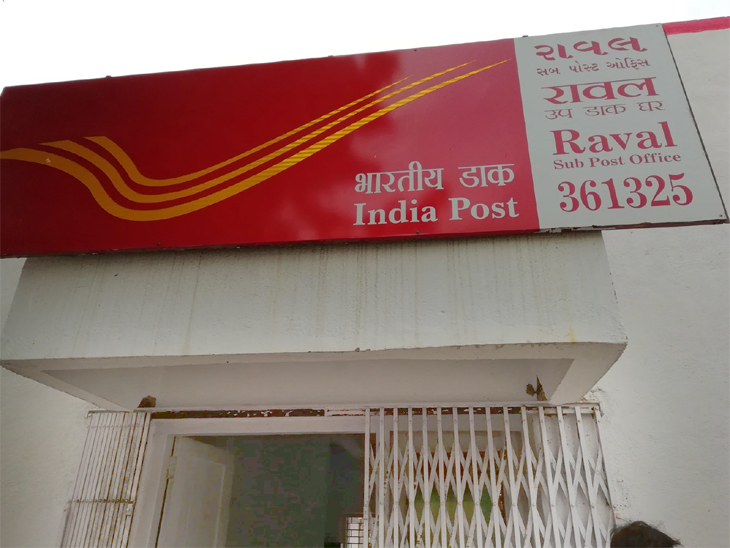 भारतीय डाक
India Post
રાવલ
સબ પોસ્ટ ઓફિસ
रावल
उप डाक घर
Raval
Sub Post Office
361325